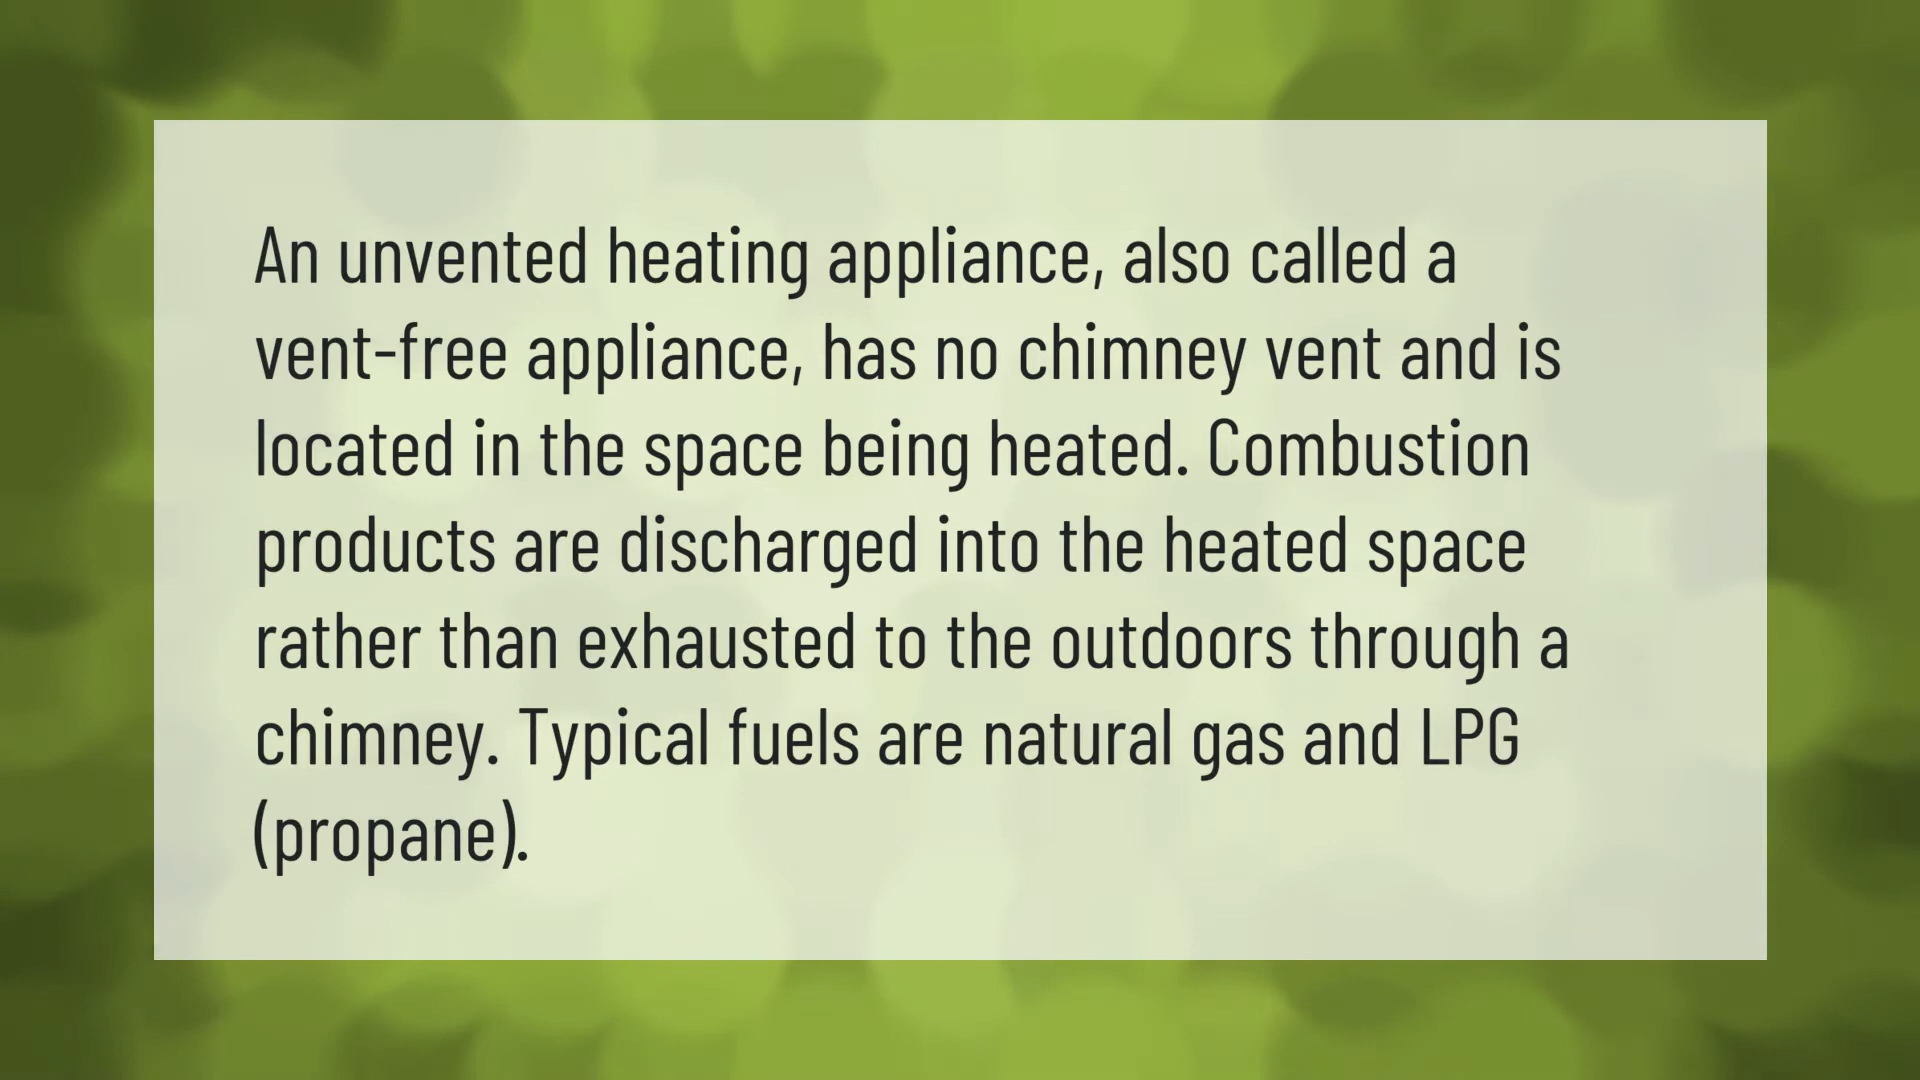 An unvented heating appliance, also called a
vent-free appliance, has no chimney vent and is
located in the space being heated. Combustion
products are discharged into the heated space
rather than exhausted to the outdoors through a
chimney. Typical fuels are natural gas and LPG
(propane).